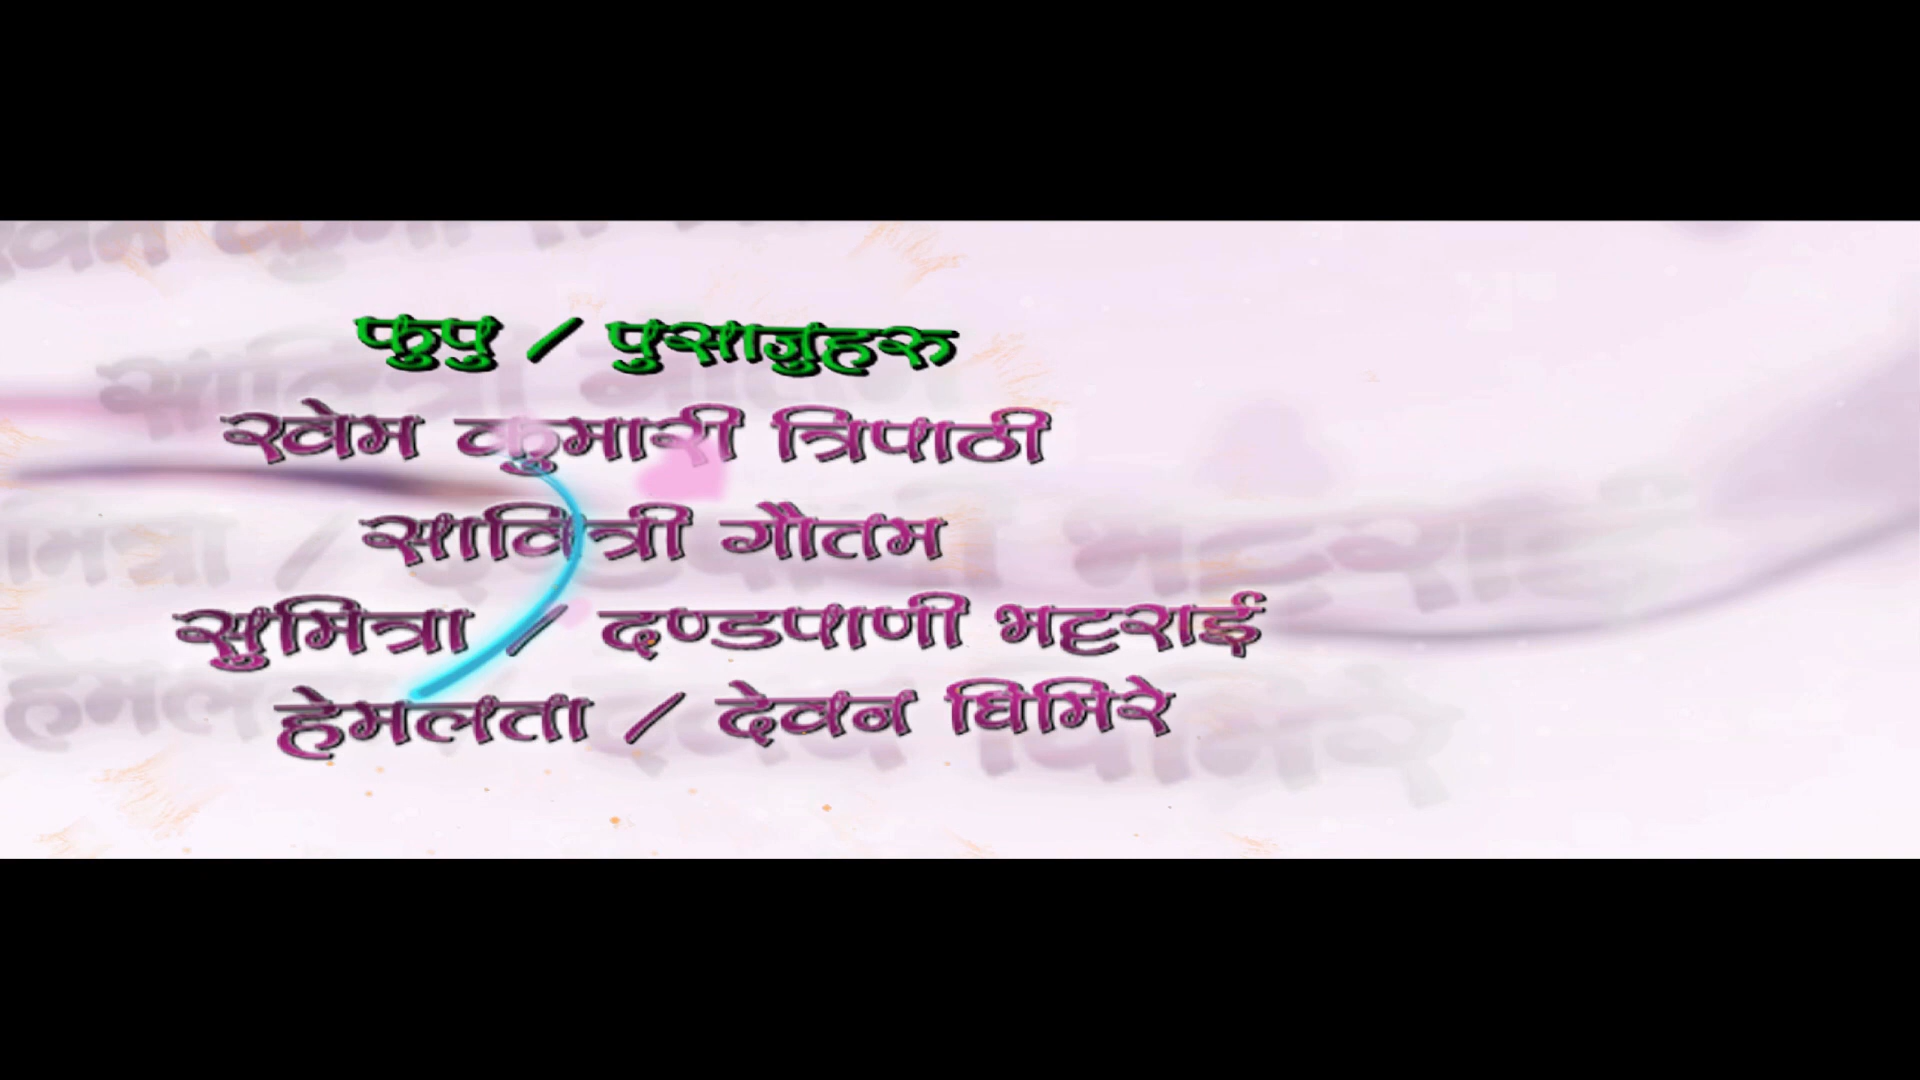 फुपु / पुसाजुहरु
खेम कुमारी त्रिपाठी
सावित्री गौतम
सुमित्रा / दण्डपाणी भट्टराई
हेमलता / देवन घिमिरे